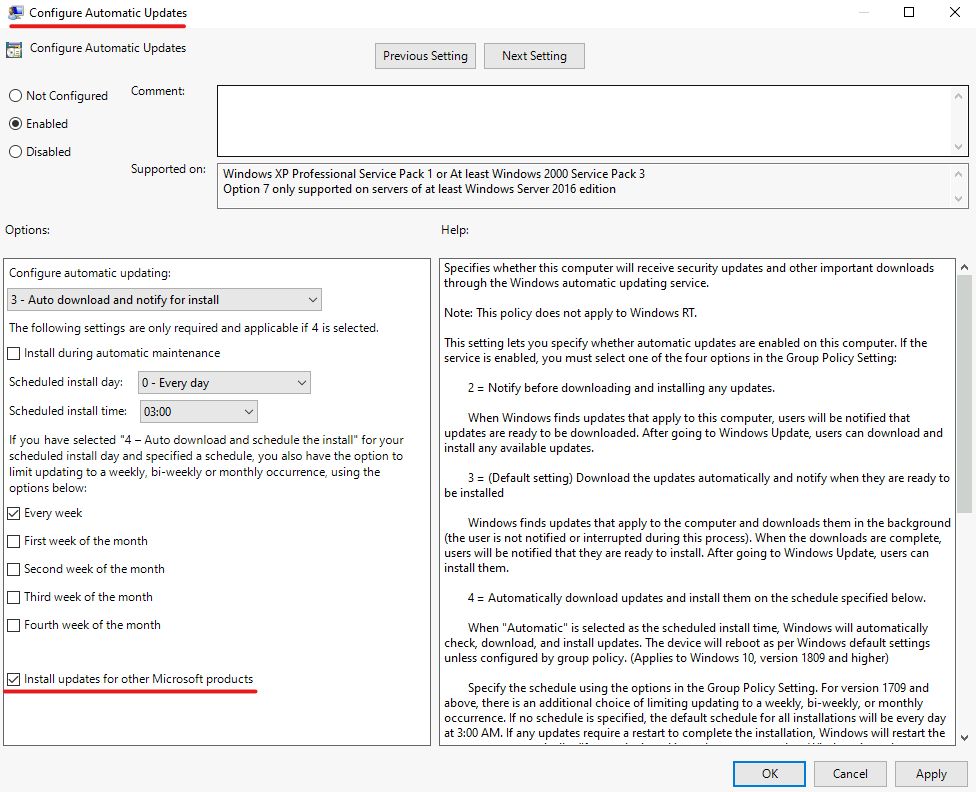 Configure Automatic Updates
Configure Automatic Updates
Previous Setting
Next Setting
Not Configured
Enabled
Disabled
Comment:
Supported on:
Windows XP Professional Service Pack 1 or At least Windows 2000 Service Pack 3
Option 7 only supported on servers of at least Windows Server 2016 edition
Options:
Configure automatic updating:
3 - Auto download and notify for install
The following settings are only required and applicable if 4 is selected.
Install during automatic maintenance
Scheduled install day:
0 - Every day
Scheduled install time:
03:00
If you have selected "4 – Auto download and schedule the install" for your
scheduled install day and specified a schedule, you also have the option to
limit updating to a weekly, bi-weekly or monthly occurrence, using the
options below:
Every week
First week of the month
Second week of the month
Third week of the month
Fourth week of the month
Install updates for other Microsoft products
Help:
Specifies whether this computer will receive security updates and other important downloads
through the Windows automatic updating service.
Note: This policy does not apply to Windows RT.
This setting lets you specify whether automatic updates are enabled on this computer. If the
service is enabled, you must select one of the four options in the Group Policy Setting:
2 = Notify before downloading and installing any updates.
When Windows finds updates that apply to this computer, users will be notified that
updates are ready to be downloaded. After going to Windows Update, users can download and
install any available updates.
3 = (Default setting) Download the updates automatically and notify when they are ready to
be installed
Windows finds updates that apply to the computer and downloads them in the background
(the user is not notified or interrupted during this process). When the downloads are complete,
users will be notified that they are ready to install. After going to Windows Update, users can
install them.
4 = Automatically download updates and install them on the schedule specified below.
When "Automatic" is selected as the scheduled install time, Windows will automatically
check, download, and install updates. The device will reboot as per Windows default settings
unless configured by group policy. (Applies to Windows 10, version 1809 and higher)
Specify the schedule using the options in the Group Policy Setting. For version 1709 and
above, there is an additional choice of limiting updating to a weekly, bi-weekly, or monthly
occurrence. If no schedule is specified, the default schedule for all installations will be every day
at 3:00 AM. If any updates require a restart to complete the installation, Windows will restart the
OK
Cancel
Apply